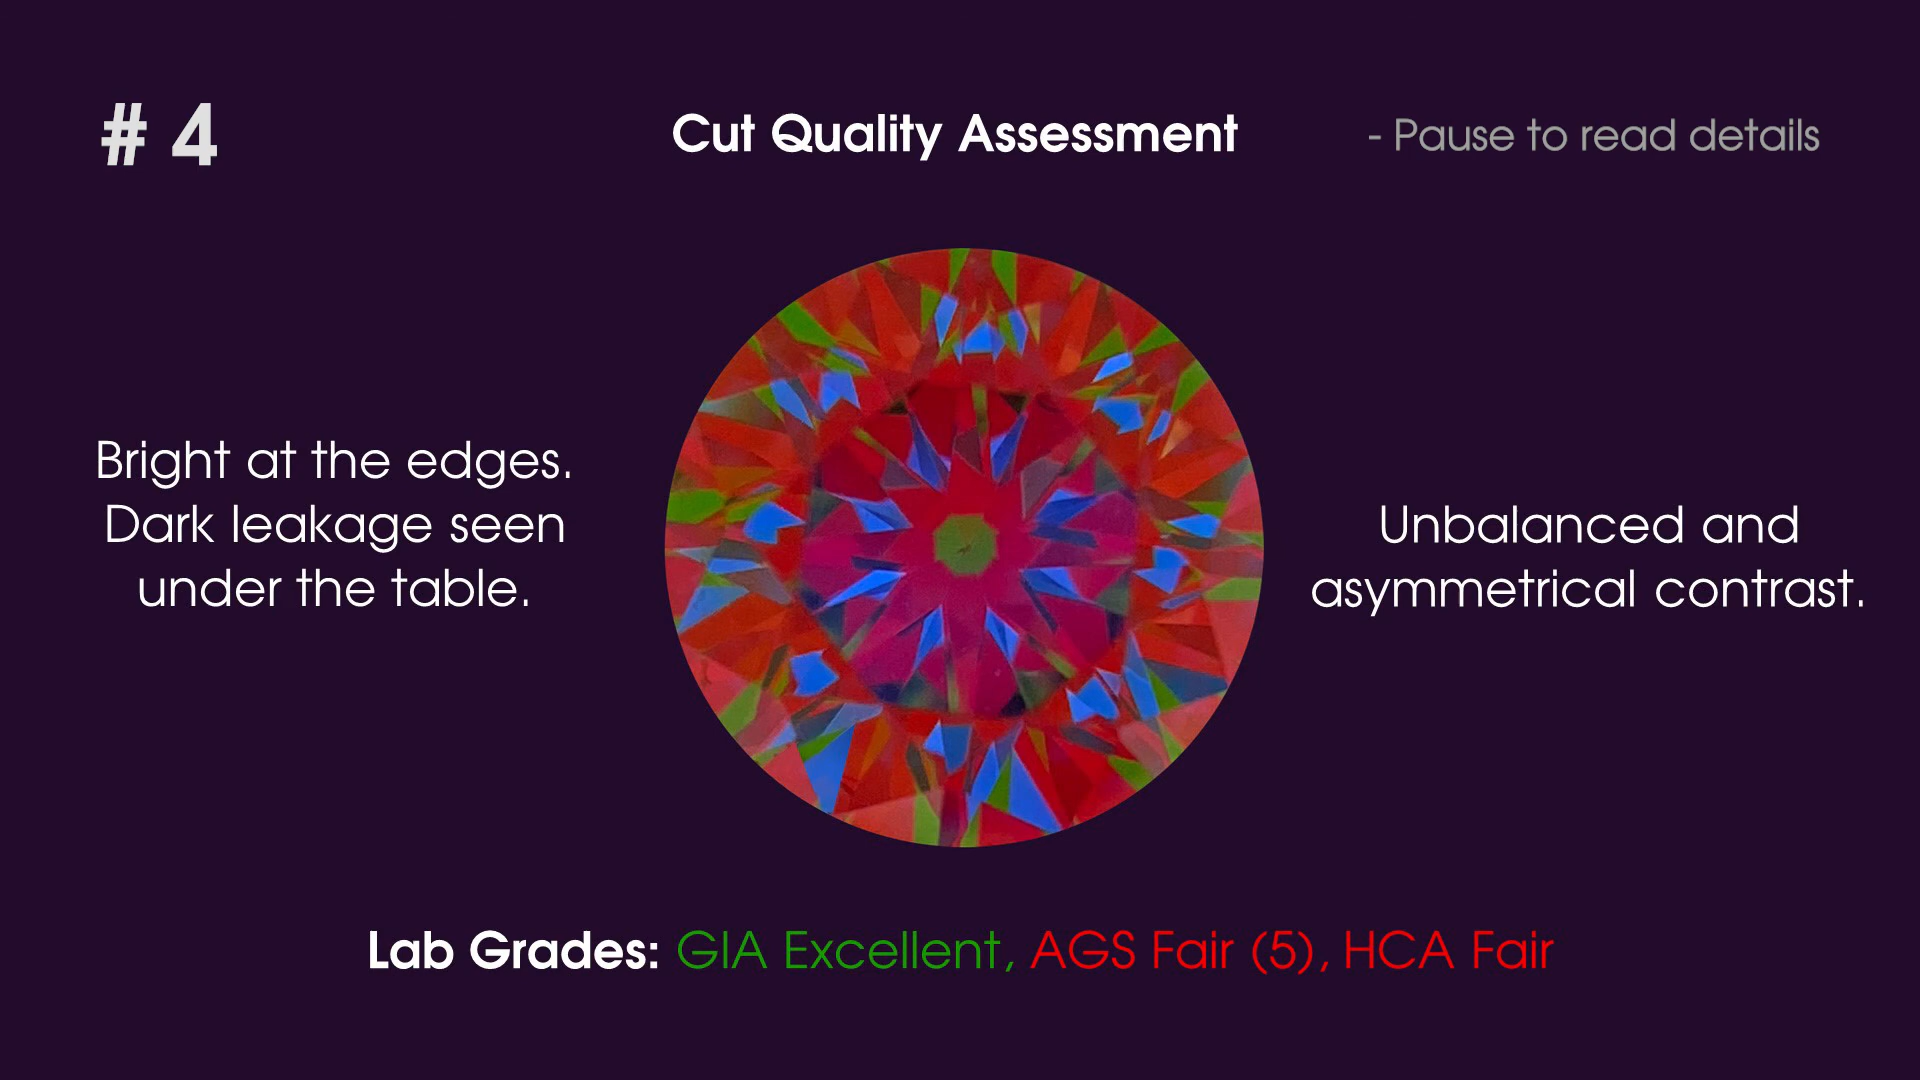 # 4
Cut Quality Assessment
- Pause to read details
Bright at the edges.
Dark leakage seen
under the table.
Unbalanced and
asymmetrical contrast.
Lab Grades: GIA Excellent, AGS Fair (5), HCA Fair